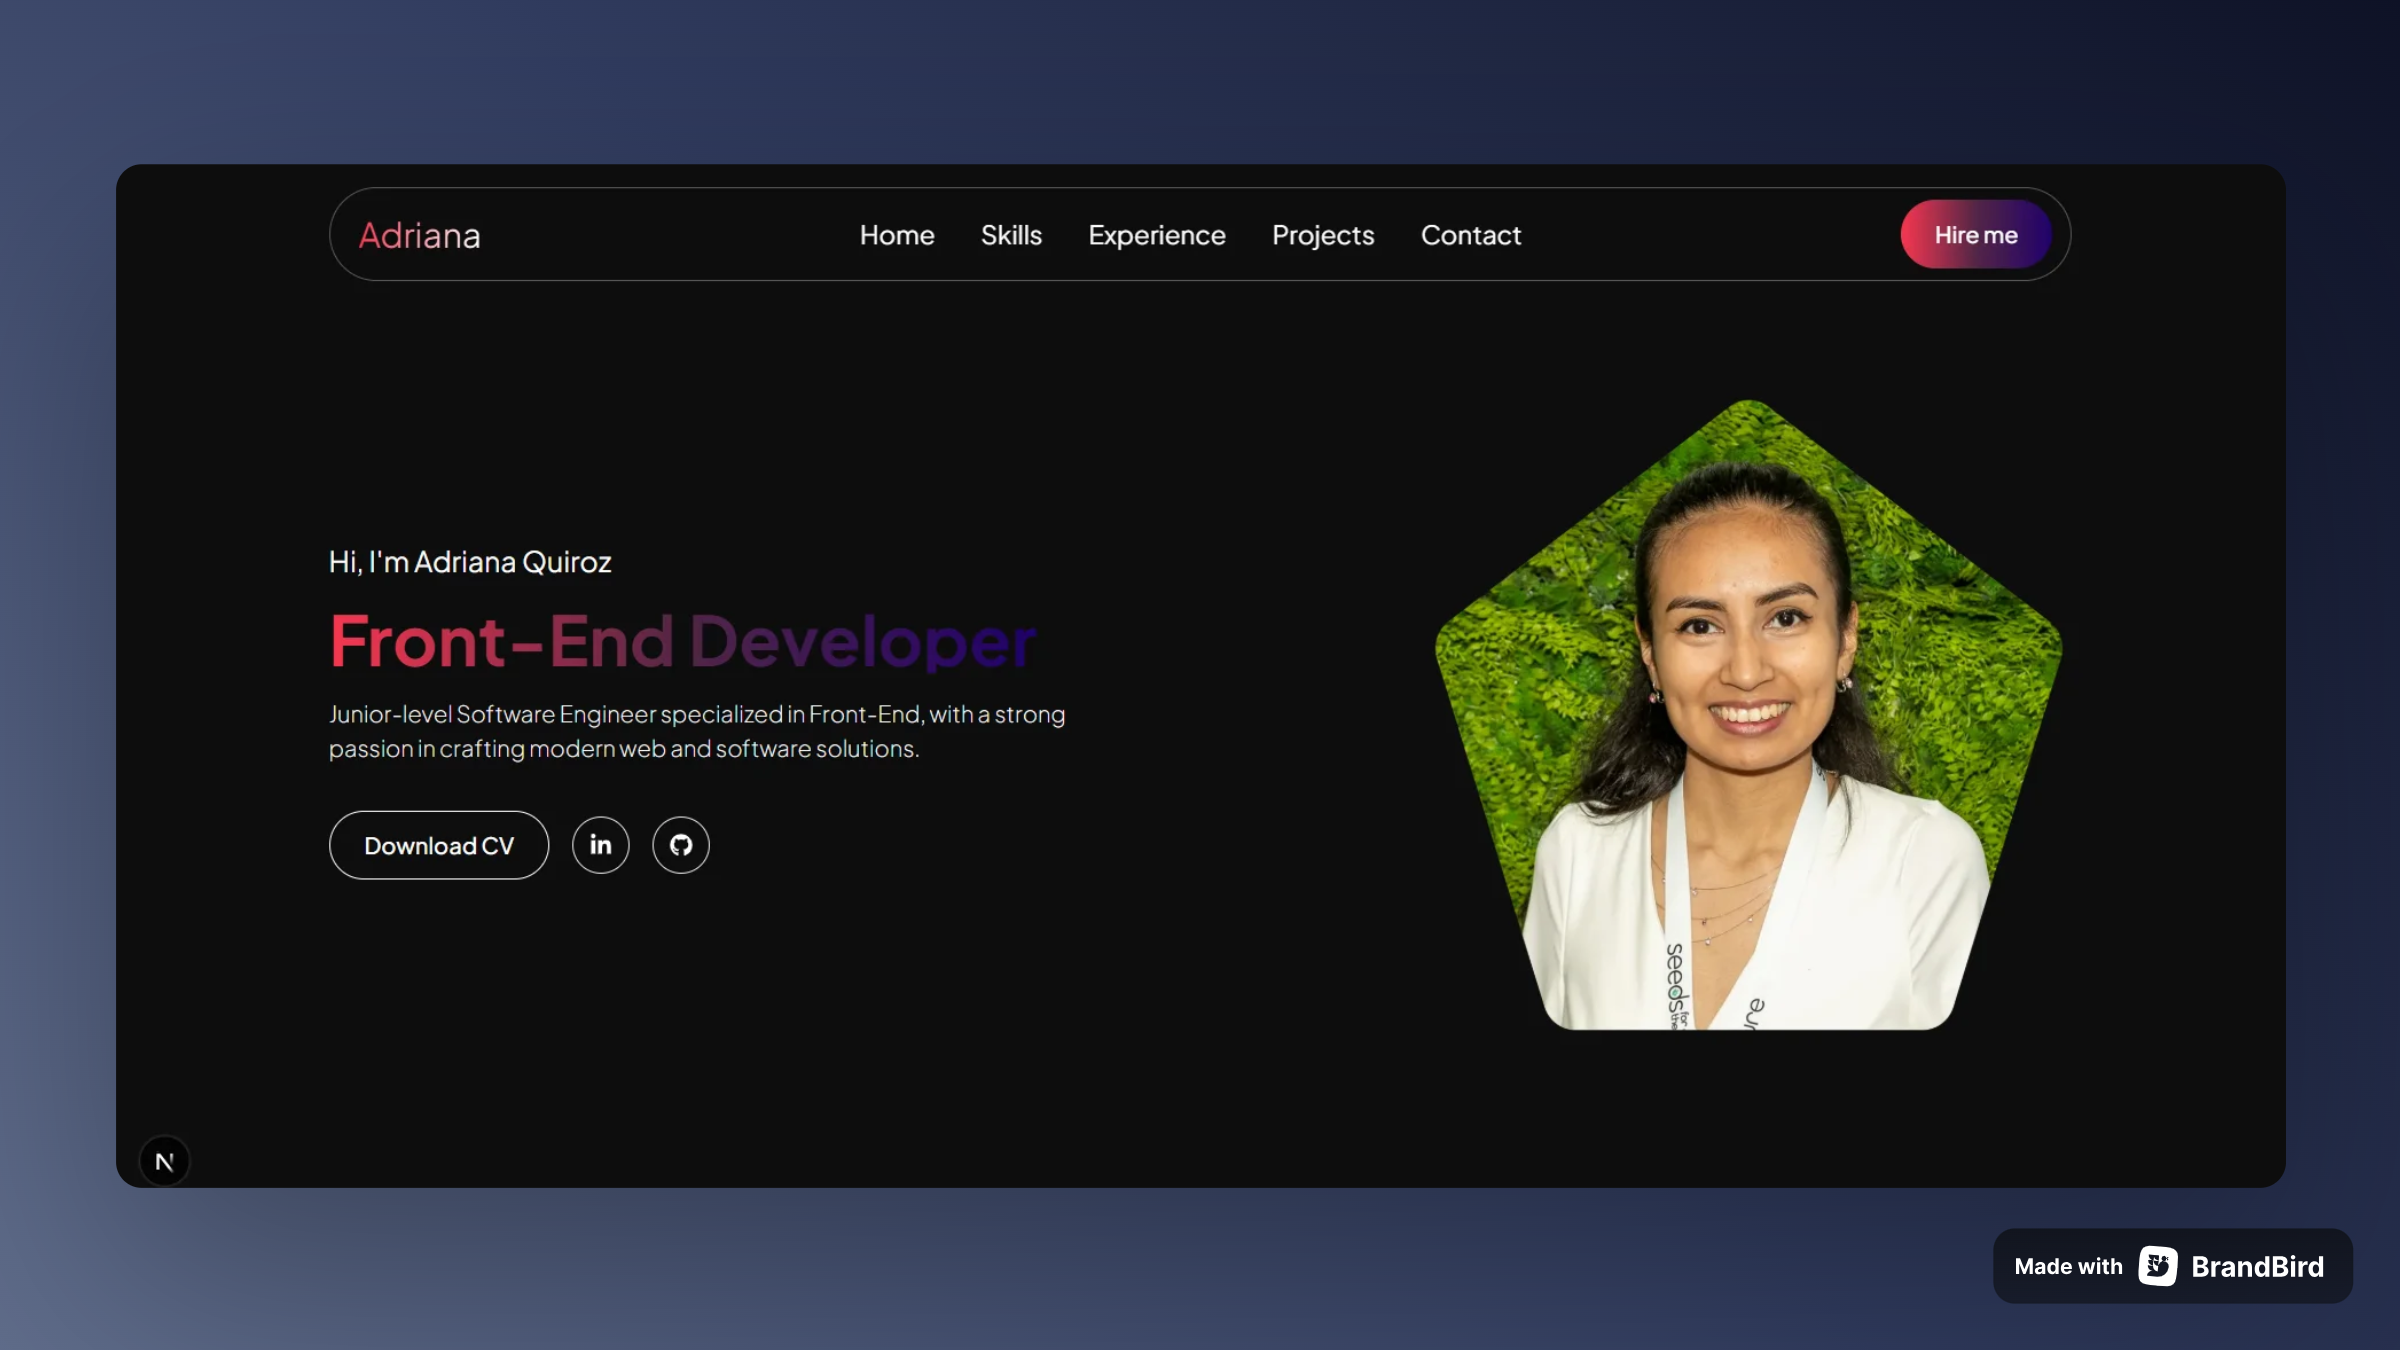 Adriana
Home Skills Experience Projects Contact
Hire me
Hi, I'm Adriana Quiroz
Front-End Developer
Junior-level Software Engineer specialized in Front-End, with a strong
passion in crafting modern web and software solutions.
Download CV
in
seeds
for
the
N
Made with BrandBird